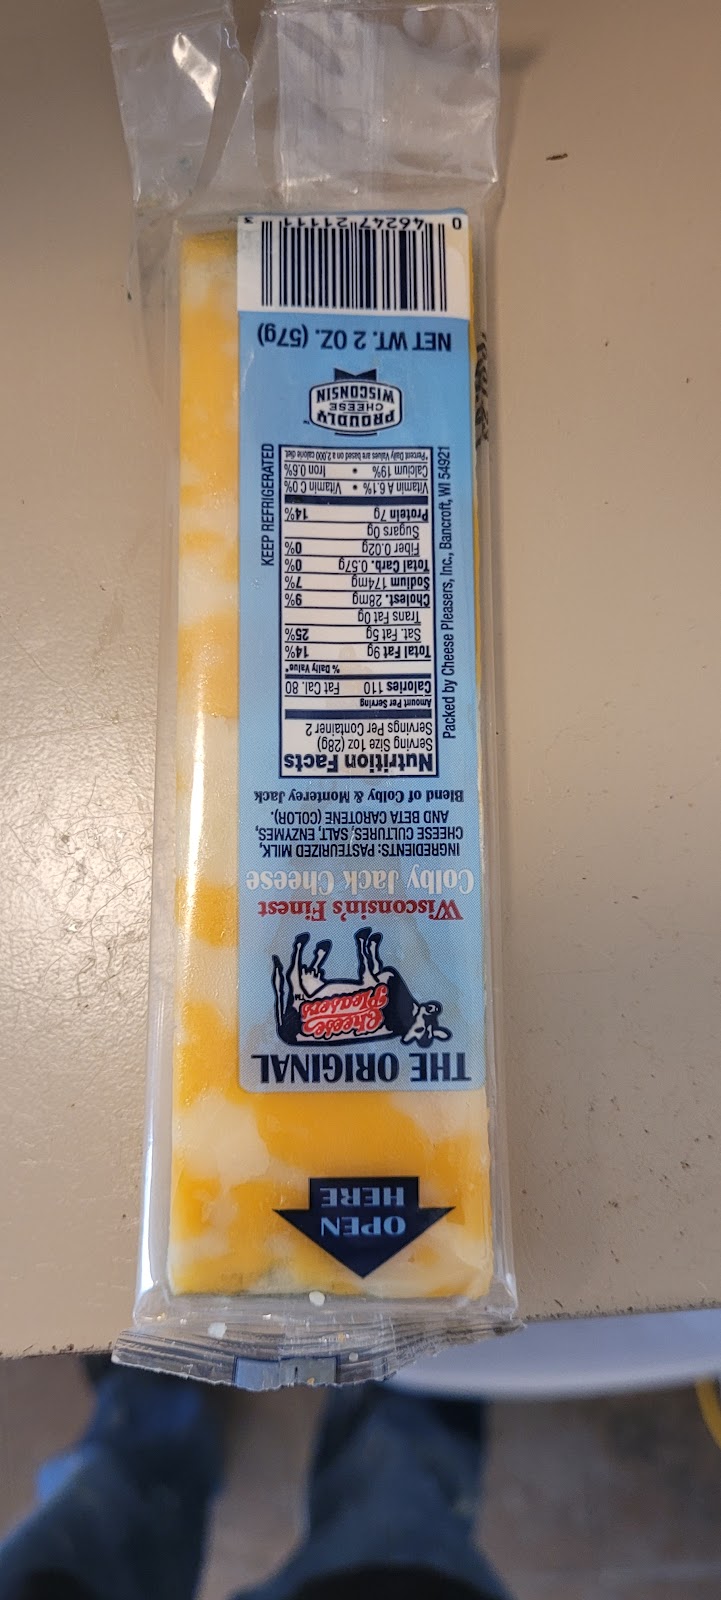 OPEN
HERE
THE ORIGINAL
Cheese
Pleasers™
Wisconsin's Finest
Colby Jack Cheese
INGREDIENTS: PASTEURIZED MILK,
CHEESE CULTURES, SALT, ENZYMES,
AND BETA CAROTENE (COLOR).
Blend of Colby & Monterey Jack
Nutrition Facts
Serving Size 1oz (28g)
Servings Per Container 2
Amount Per Serving
Calories 110 Fat Cal. 80
% Daily Value*
Total Fat 9g 14%
Sat. Fat 5g 25%
Trans Fat 0g
Cholest. 28mg 9%
Sodium 174mg 7%
Total Carb. 0.57g 0%
Fiber 0.02g 0%
Sugars 0g
Protein 7g 14%
Vitamin A 6.1% • Vitamin C 0%
Calcium 19% • Iron 0.6%
*Percent Daily Values are based on a 2,000 calorie diet.
Packed by Cheese Pleasers, Inc., Bancroft, WI 54921
KEEP REFRIGERATED
PROUDLY
WISCONSIN
CHEESE™
NET WT. 2 OZ. (57g)
0 46247 21111 3